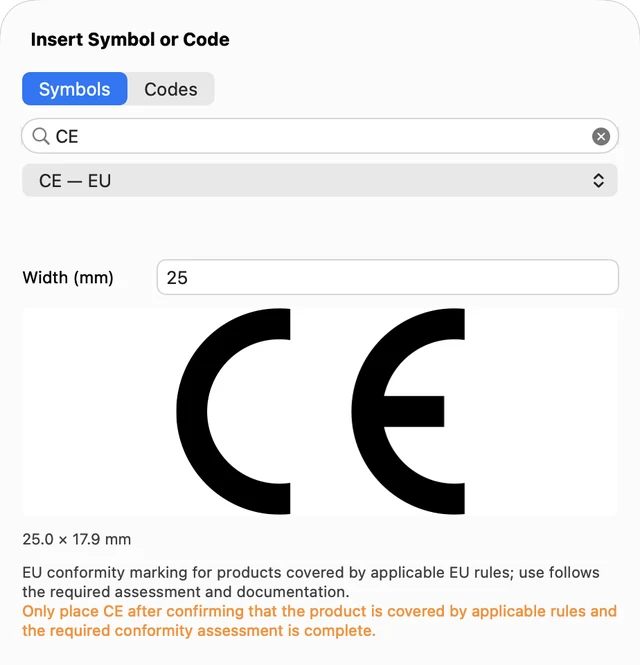 Insert Symbol or Code
Symbols
Codes
CE
CE — EU
Width (mm)
25
CE
25.0 × 17.9 mm
EU conformity marking for products covered by applicable EU rules; use follows
the required assessment and documentation.
Only place CE after confirming that the product is covered by applicable rules and
the required conformity assessment is complete.